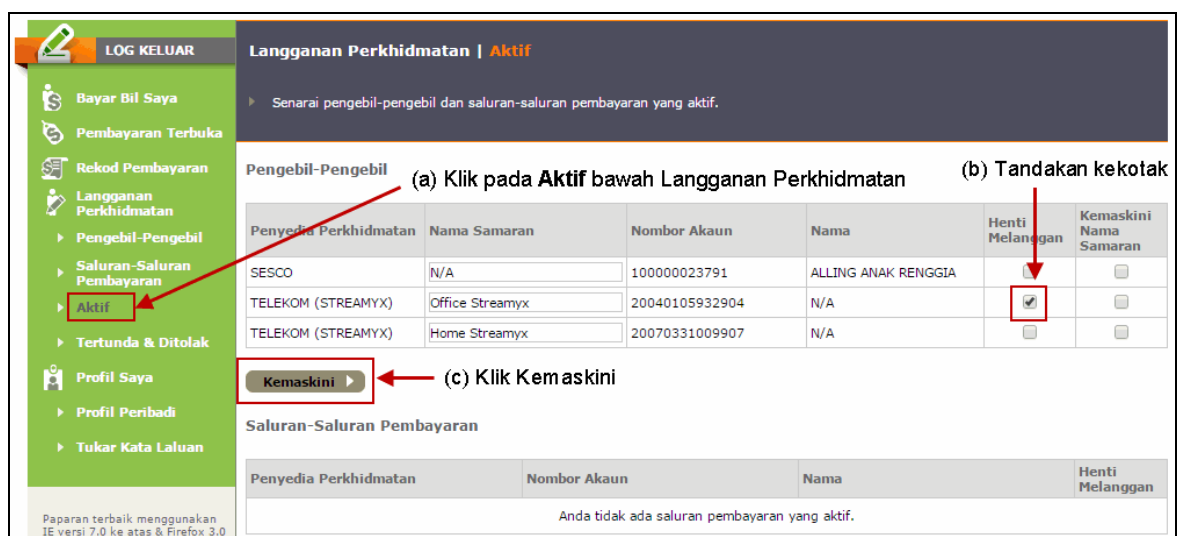 LOG KELUAR
Bayar Bil Saya
Pembayaran Terbuka
Rekod Pembayaran
Langganan
Perkhidmatan
Pengebil-Pengebil
Saluran-Saluran
Pembayaran
Aktif
Tertunda & Ditolak
Profil Saya
Profil Peribadi
Tukar Kata Laluan
Paparan terbaik menggunakan
IE versi 7.0 ke atas & Firefox 3.0
Langganan Perkhidmatan | Aktif
Senarai pengebil-pengebil dan saluran-saluran pembayaran yang aktif.
Pengebil-Pengebil
(a) Klik pada Aktif bawah Langganan Perkhidmatan
(b) Tandakan kekotak
Penyedia Perkhidmatan Nama Samaran Nombor Akaun Nama Henti Melanggan Kemaskini Nama Samaran
SESCO N/A 100000023791 ALLING ANAK RENGGIA
TELEKOM (STREAMYX) Office Streamyx 20040105932904 N/A
TELEKOM (STREAMYX) Home Streamyx 20070331009907 N/A
Kemaskini
(c) Klik Kemaskini
Saluran-Saluran Pembayaran
Penyedia Perkhidmatan Nombor Akaun Nama Henti Melanggan
Anda tidak ada saluran pembayaran yang aktif.